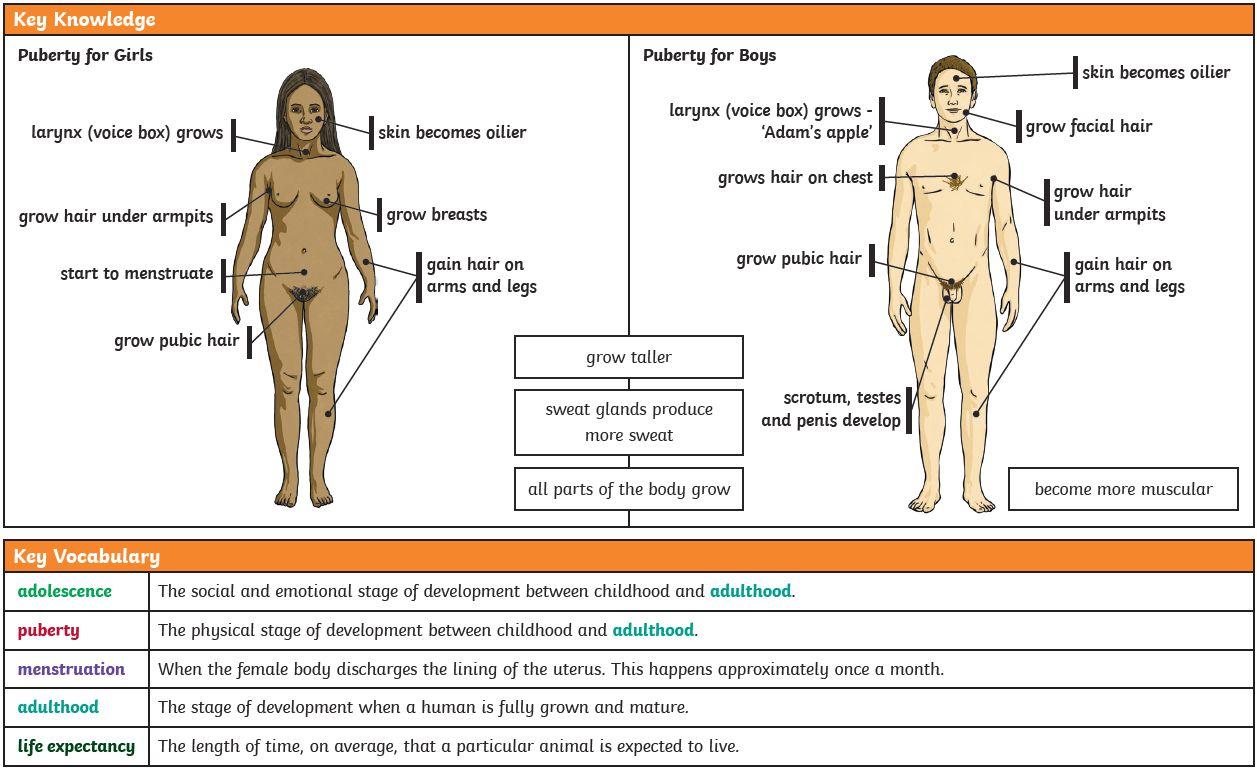 Key Knowledge
Puberty for Girls
larynx (voice box) grows
skin becomes oilier
grow hair under armpits
grow breasts
start to menstruate
gain hair on
arms and legs
grow pubic hair
Puberty for Boys
skin becomes oilier
larynx (voice box) grows -
‘Adam’s apple’
grow facial hair
grows hair on chest
grow hair
under armpits
grow pubic hair
gain hair on
arms and legs
scrotum, testes
and penis develop
grow taller
sweat glands produce
more sweat
all parts of the body grow
become more muscular
Key Vocabulary
adolescence The social and emotional stage of development between childhood and adulthood.
puberty The physical stage of development between childhood and adulthood.
menstruation When the female body discharges the lining of the uterus. This happens approximately once a month.
adulthood The stage of development when a human is fully grown and mature.
life expectancy The length of time, on average, that a particular animal is expected to live.